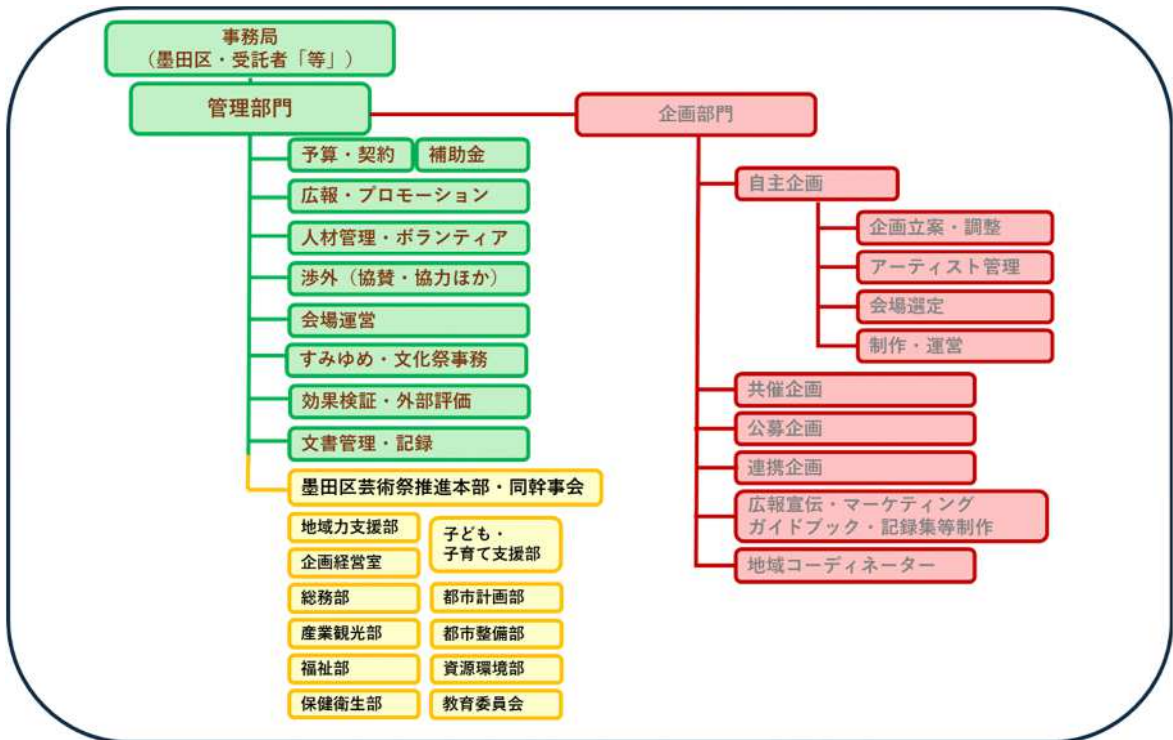 事務局
（墨田区・受託者「等」）
管理部門
予算・契約
補助金
広報・プロモーション
人材管理・ボランティア
渉外（協賛・協力ほか）
会場運営
すみゆめ・文化祭事務
効果検証・外部評価
文書管理・記録
墨田区芸術祭推進本部・同幹事会
地域力支援部
企画経営室
総務部
産業観光部
福祉部
保健衛生部
子ども・
子育て支援部
都市計画部
都市整備部
資源環境部
教育委員会
企画部門
自主企画
企画立案・調整
アーティスト管理
会場選定
制作・運営
共催企画
公募企画
連携企画
広報宣伝・マーケティング
ガイドブック・記録集等制作
地域コーディネーター